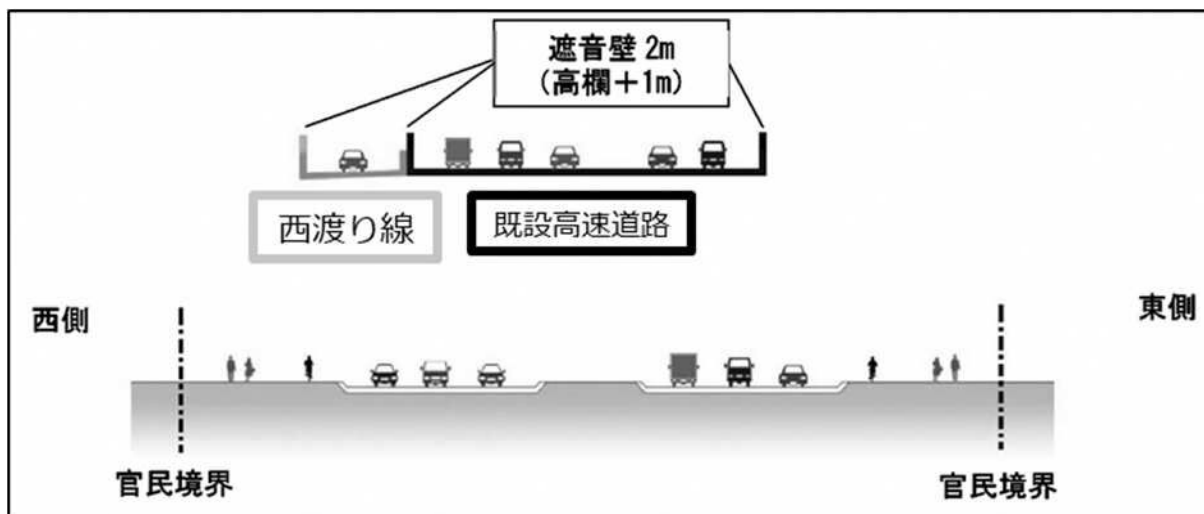 遮音壁 2m
(高欄+1m)
西渡り線
既設高速道路
西側
東側
官民境界
官民境界